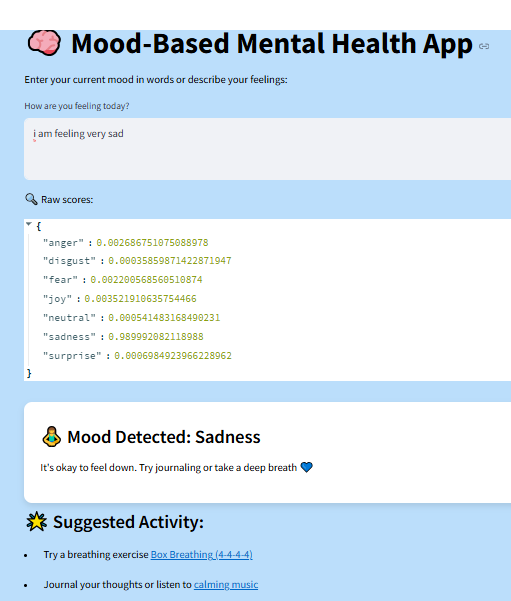 Mood-Based Mental Health App
Enter your current mood in words or describe your feelings:
How are you feeling today?
i am feeling very sad
Raw scores:
{
"anger" : 0.002686751075088978
"disgust" : 0.00035859871422871947
"fear" : 0.002200568560510874
"joy" : 0.003521910635754466
"neutral" : 0.000541483168490231
"sadness" : 0.989992082118988
"surprise" : 0.0006984923966228962
}
Mood Detected: Sadness
It's okay to feel down. Try journaling or take a deep breath
Suggested Activity:
• Try a breathing exercise Box Breathing (4-4-4-4)
• Journal your thoughts or listen to calming music